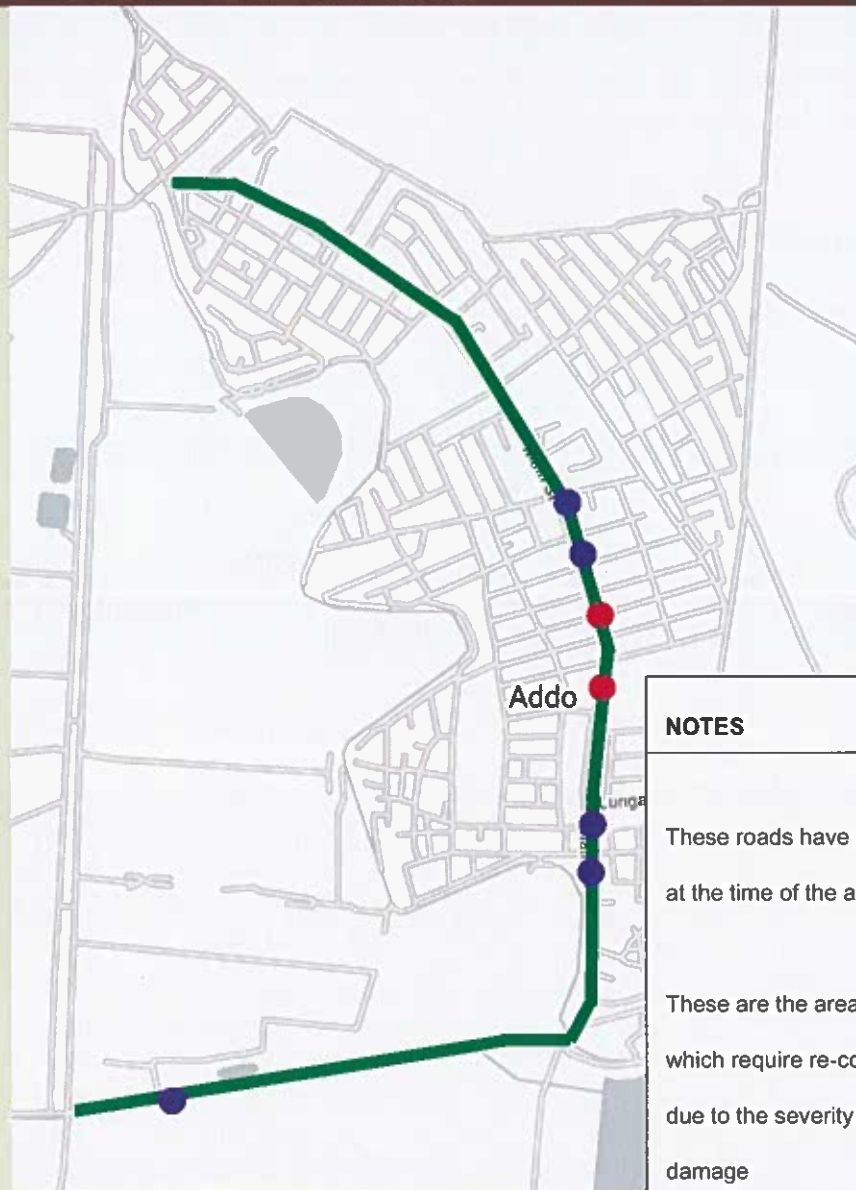 Addo
Lunga
NOTES
These roads have
at the time of the a
These are the area
which require re-co
due to the severity
damage